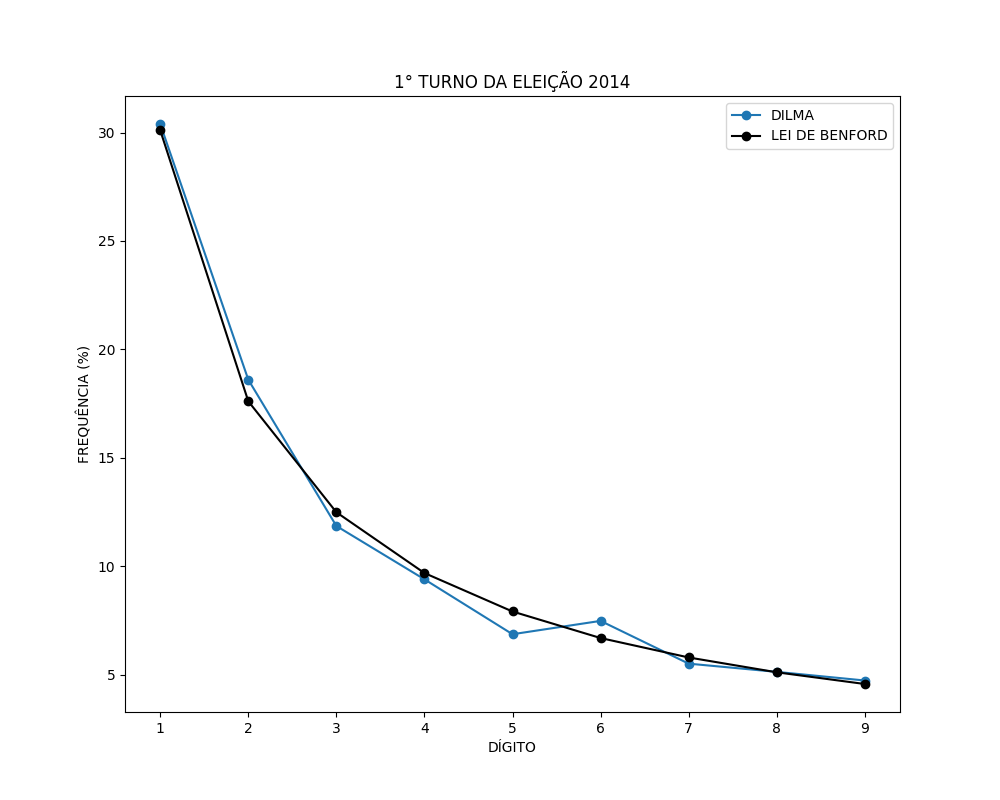 1° TURNO DA ELEIÇÃO 2014
DILMA
LEI DE BENFORD
FREQUÊNCIA (%)
30
25
20
15
10
5
1 2 3 4 5 6 7 8 9
DÍGITO